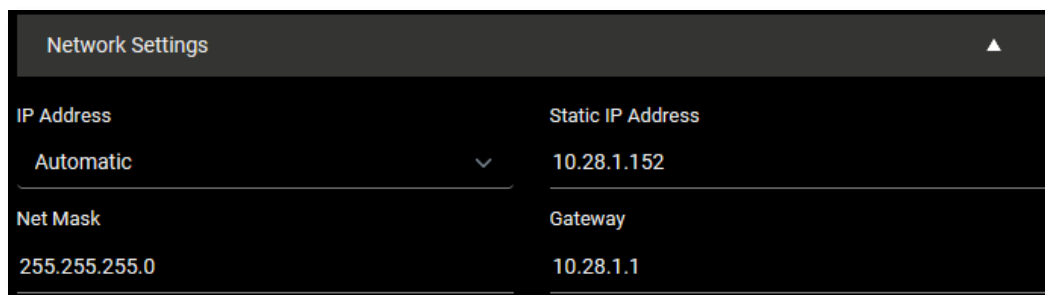 Network Settings
IP Address
Static IP Address
Automatic
10.28.1.152
Net Mask
Gateway
255.255.255.0
10.28.1.1